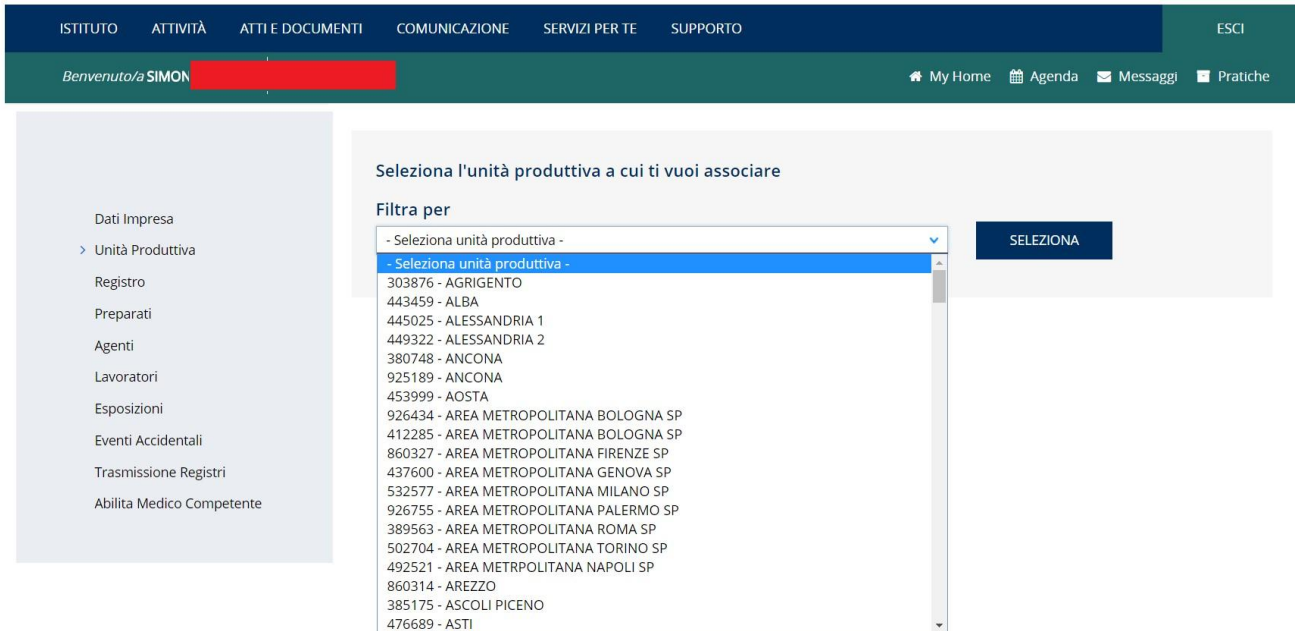 ISTITUTO ATTIVITÀ ATTI E DOCUMENTI COMUNICAZIONE SERVIZI PER TE SUPPORTO ESCI
Benvenuto/a SIMON My Home Agenda Messaggi Pratiche
Dati Impresa
Unità Produttiva
Registro
Preparati
Agenti
Lavoratori
Esposizioni
Eventi Accidentali
Trasmissione Registri
Abilita Medico Competente
Seleziona l'unità produttiva a cui ti vuoi associare
Filtra per
- Seleziona unità produttiva - SELEZIONA
- Seleziona unità produttiva -
303876 - AGRIGENTO
443459 - ALBA
445025 - ALESSANDRIA 1
449322 - ALESSANDRIA 2
380748 - ANCONA
925189 - ANCONA
453999 - AOSTA
926434 - AREA METROPOLITANA BOLOGNA SP
412285 - AREA METROPOLITANA BOLOGNA SP
860327 - AREA METROPOLITANA FIRENZE SP
437600 - AREA METROPOLITANA GENOVA SP
532577 - AREA METROPOLITANA MILANO SP
926755 - AREA METROPOLITANA PALERMO SP
389563 - AREA METROPOLITANA ROMA SP
502704 - AREA METROPOLITANA TORINO SP
492521 - AREA METRPOLITANA NAPOLI SP
860314 - AREZZO
385175 - ASCOLI PICENO
476689 - ASTI